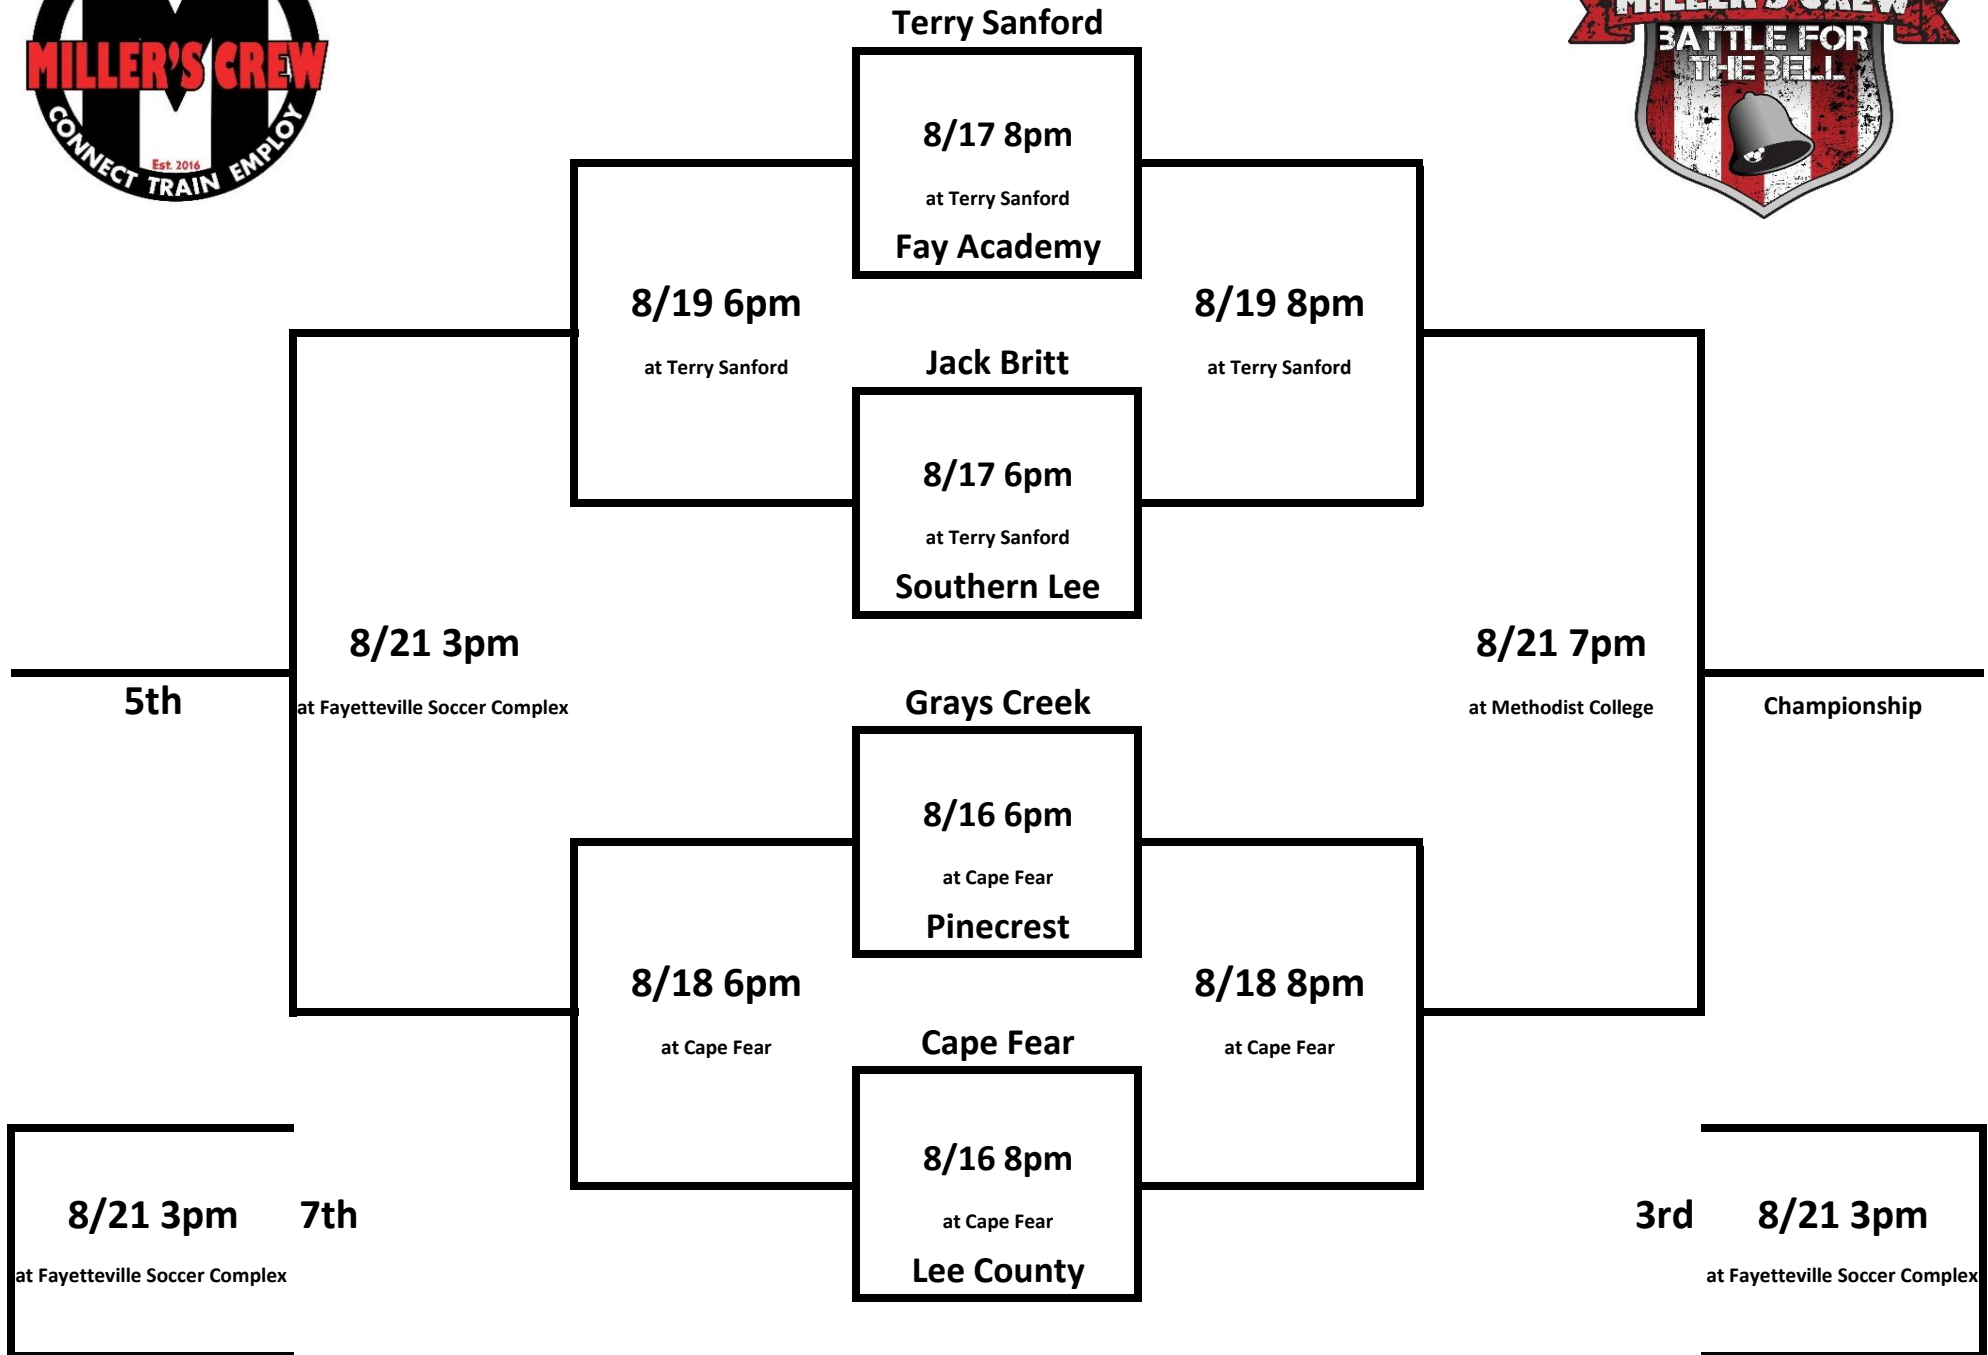 MILLER'S CREW
CONNECT TRAIN EMPLOY
Est. 2016
MILLER'S CREW
BATTLE FOR
THE BELL
Terry Sanford
8/17 8pm
at Terry Sanford
Fay Academy
8/19 6pm
at Terry Sanford
8/19 8pm
at Terry Sanford
Jack Britt
8/17 6pm
at Terry Sanford
Southern Lee
8/21 3pm
at Fayetteville Soccer Complex
5th
8/21 7pm
at Methodist College
Championship
Grays Creek
8/16 6pm
at Cape Fear
Pinecrest
8/18 6pm
at Cape Fear
8/18 8pm
at Cape Fear
Cape Fear
8/16 8pm
at Cape Fear
Lee County
8/21 3pm
7th
at Fayetteville Soccer Complex
3rd
8/21 3pm
at Fayetteville Soccer Complex